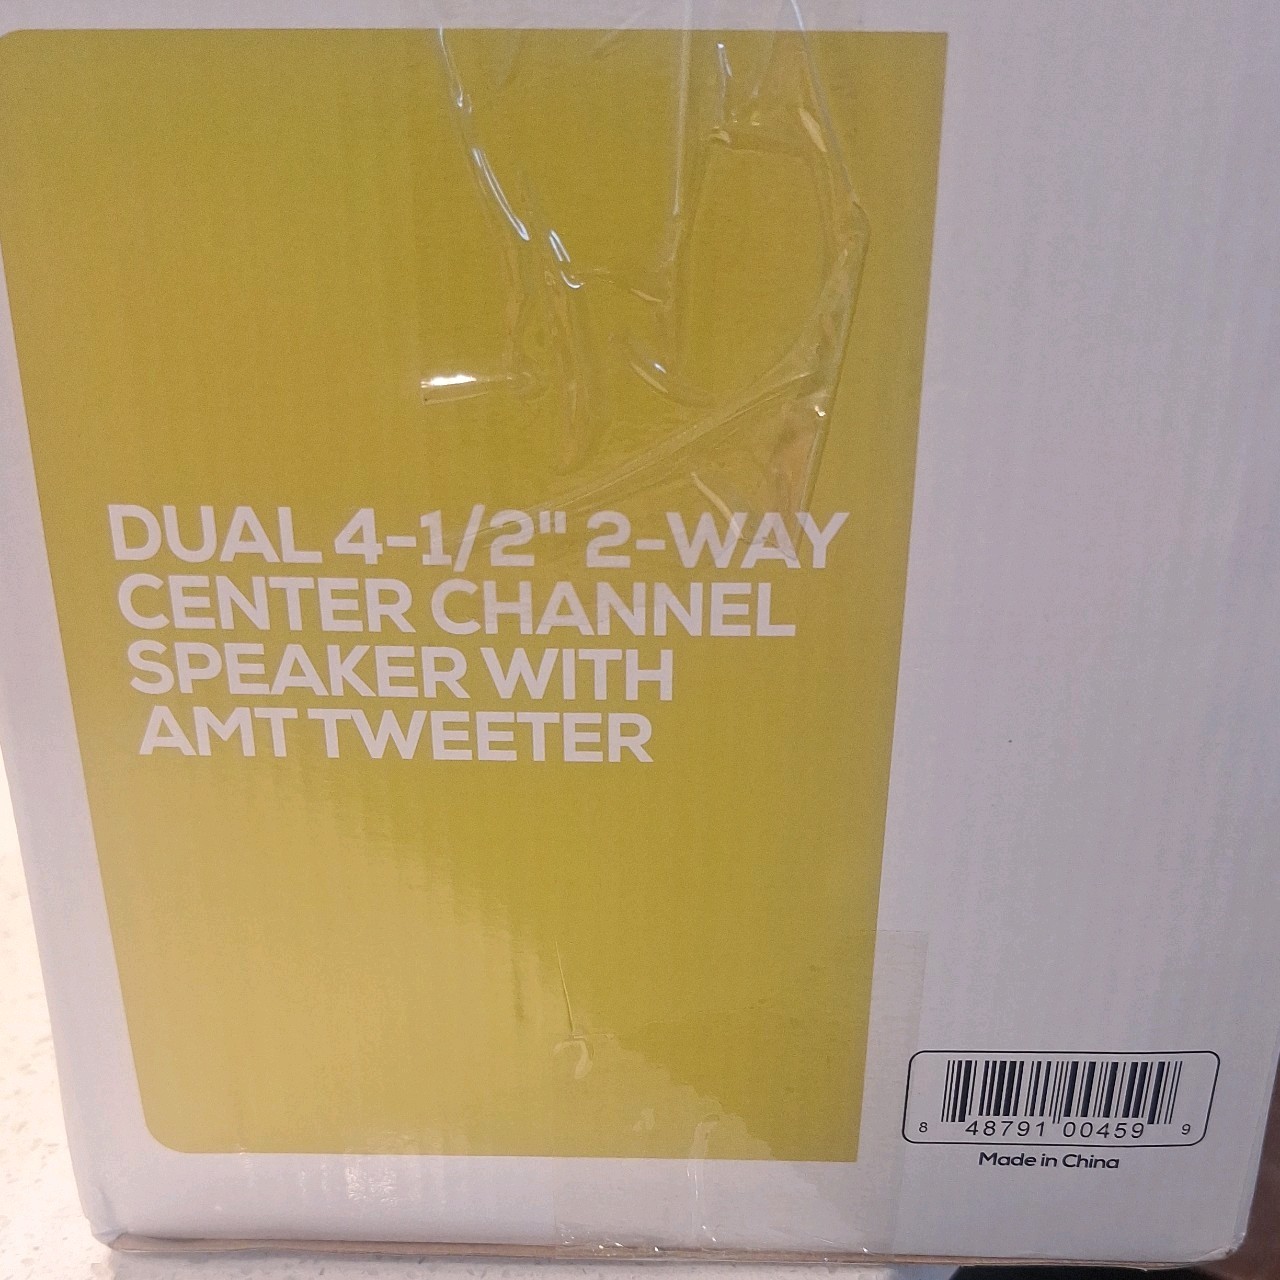 DUAL 4-1/2" 2-WAY
CENTER CHANNEL
SPEAKER WITH
AMT TWEETER
8 48791 00459 9
Made in China